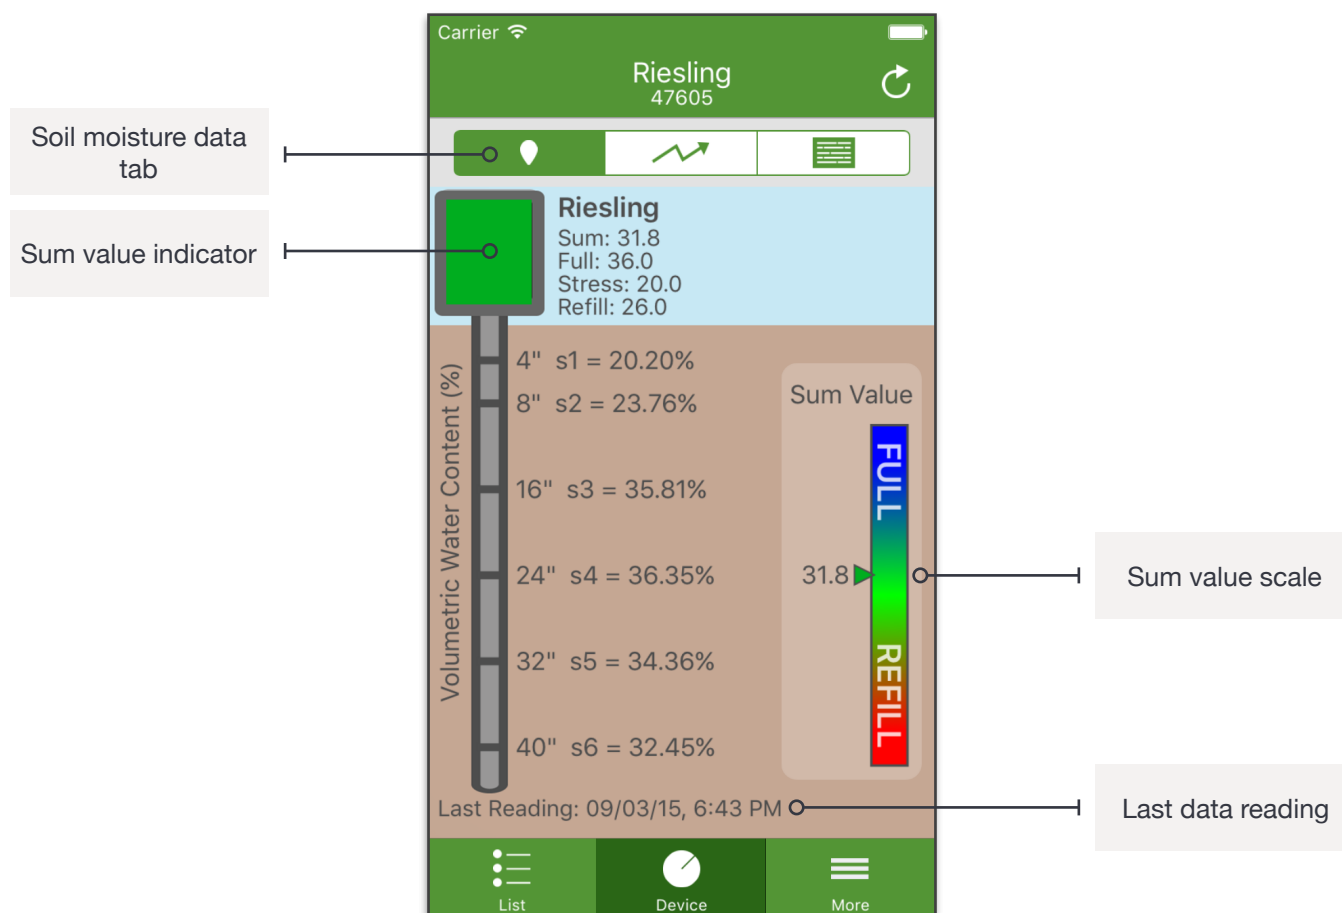 Carrier
Riesling
47605
Soil moisture data
tab
Sum value indicator
Riesling
Sum: 31.8
Full: 36.0
Stress: 20.0
Refill: 26.0
Volumetric Water Content (%)
4" s1 = 20.20%
8" s2 = 23.76%
16" s3 = 35.81%
24" s4 = 36.35%
32" s5 = 34.36%
40" s6 = 32.45%
Sum Value
FULL
31.8
REFILL
Sum value scale
Last Reading: 09/03/15, 6:43 PM
Last data reading
List
Device
More